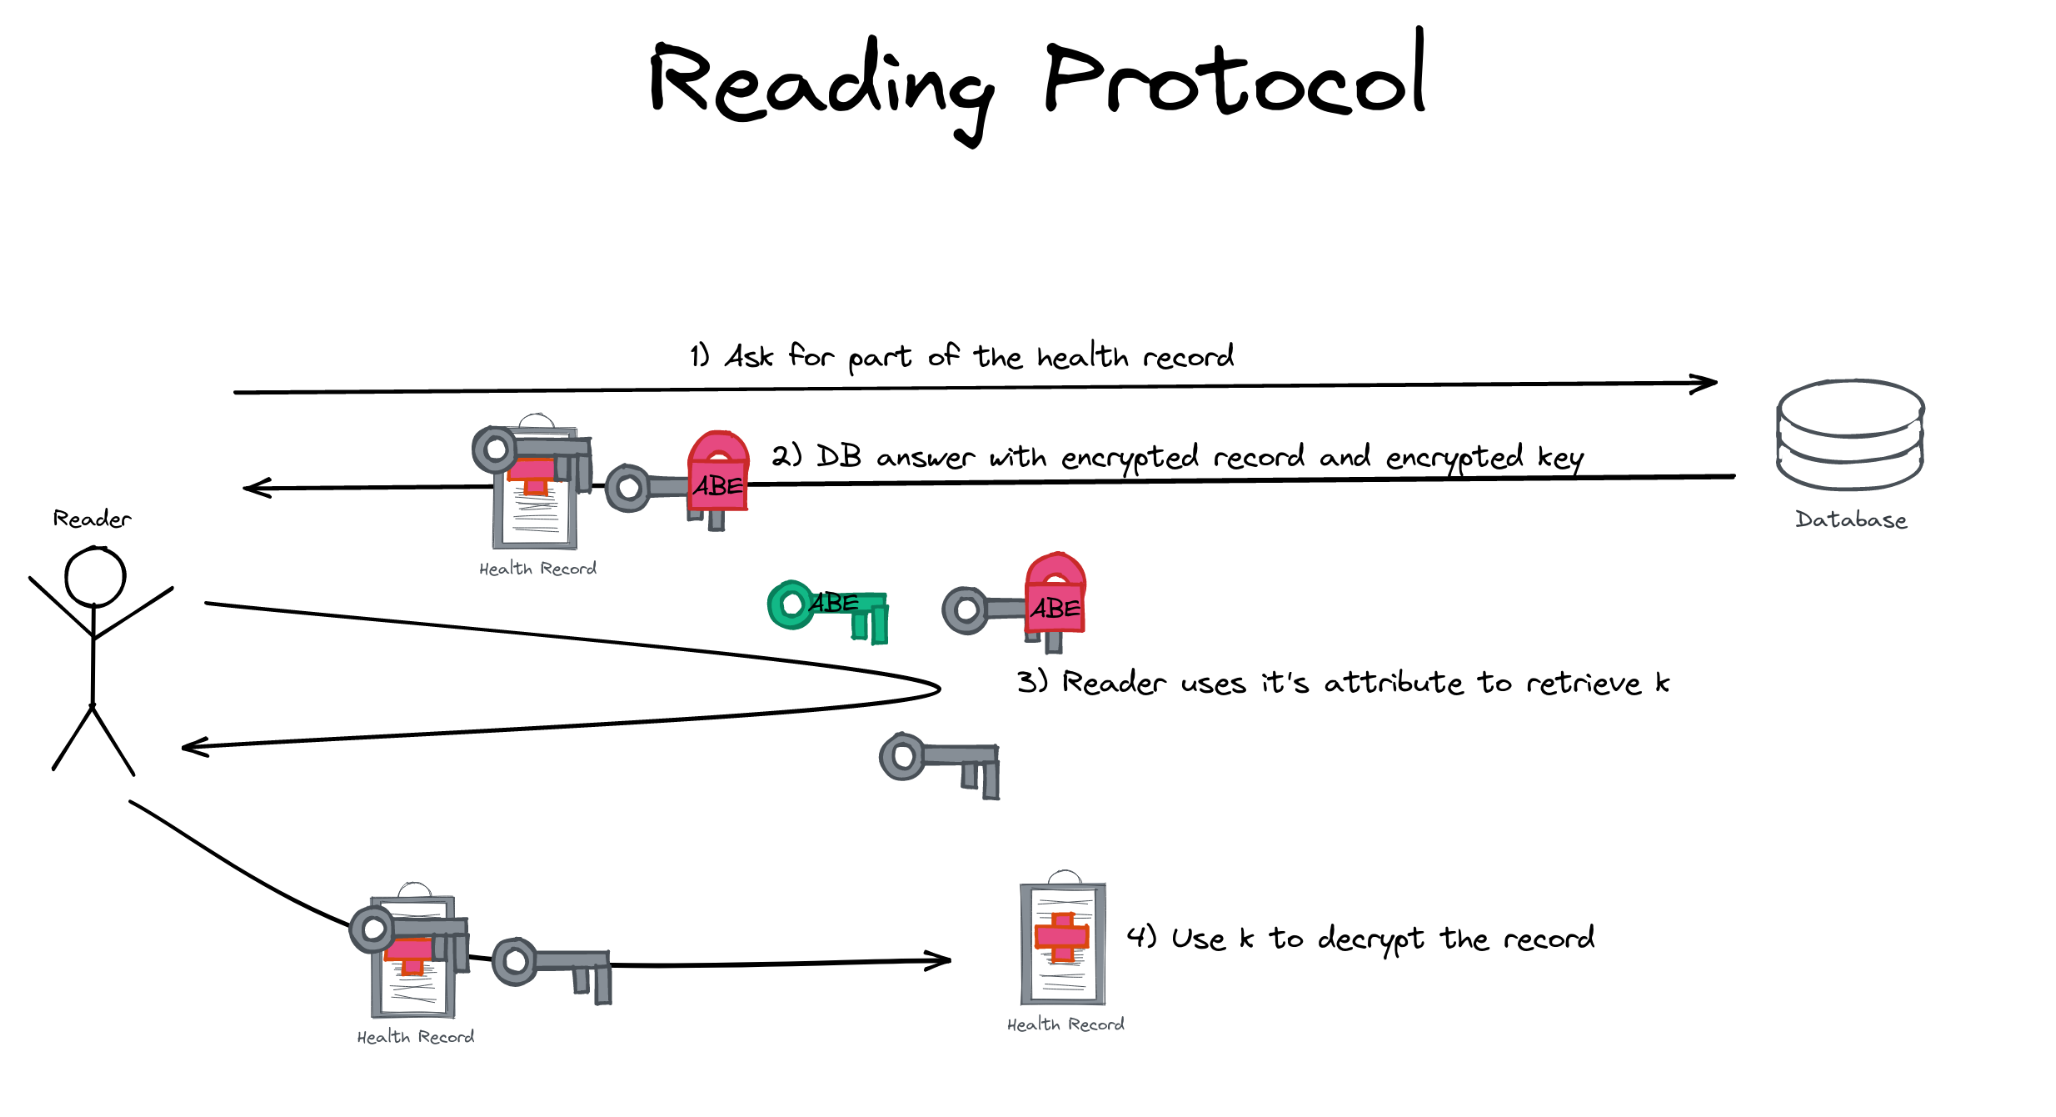 Reading Protocol
1) Ask for part of the health record
2) DB answer with encrypted record and encrypted key
ABE
Health Record
Reader
Database
ABE
ABE
3) Reader uses it's attribute to retrieve k
4) Use k to decrypt the record
Health Record
Health Record